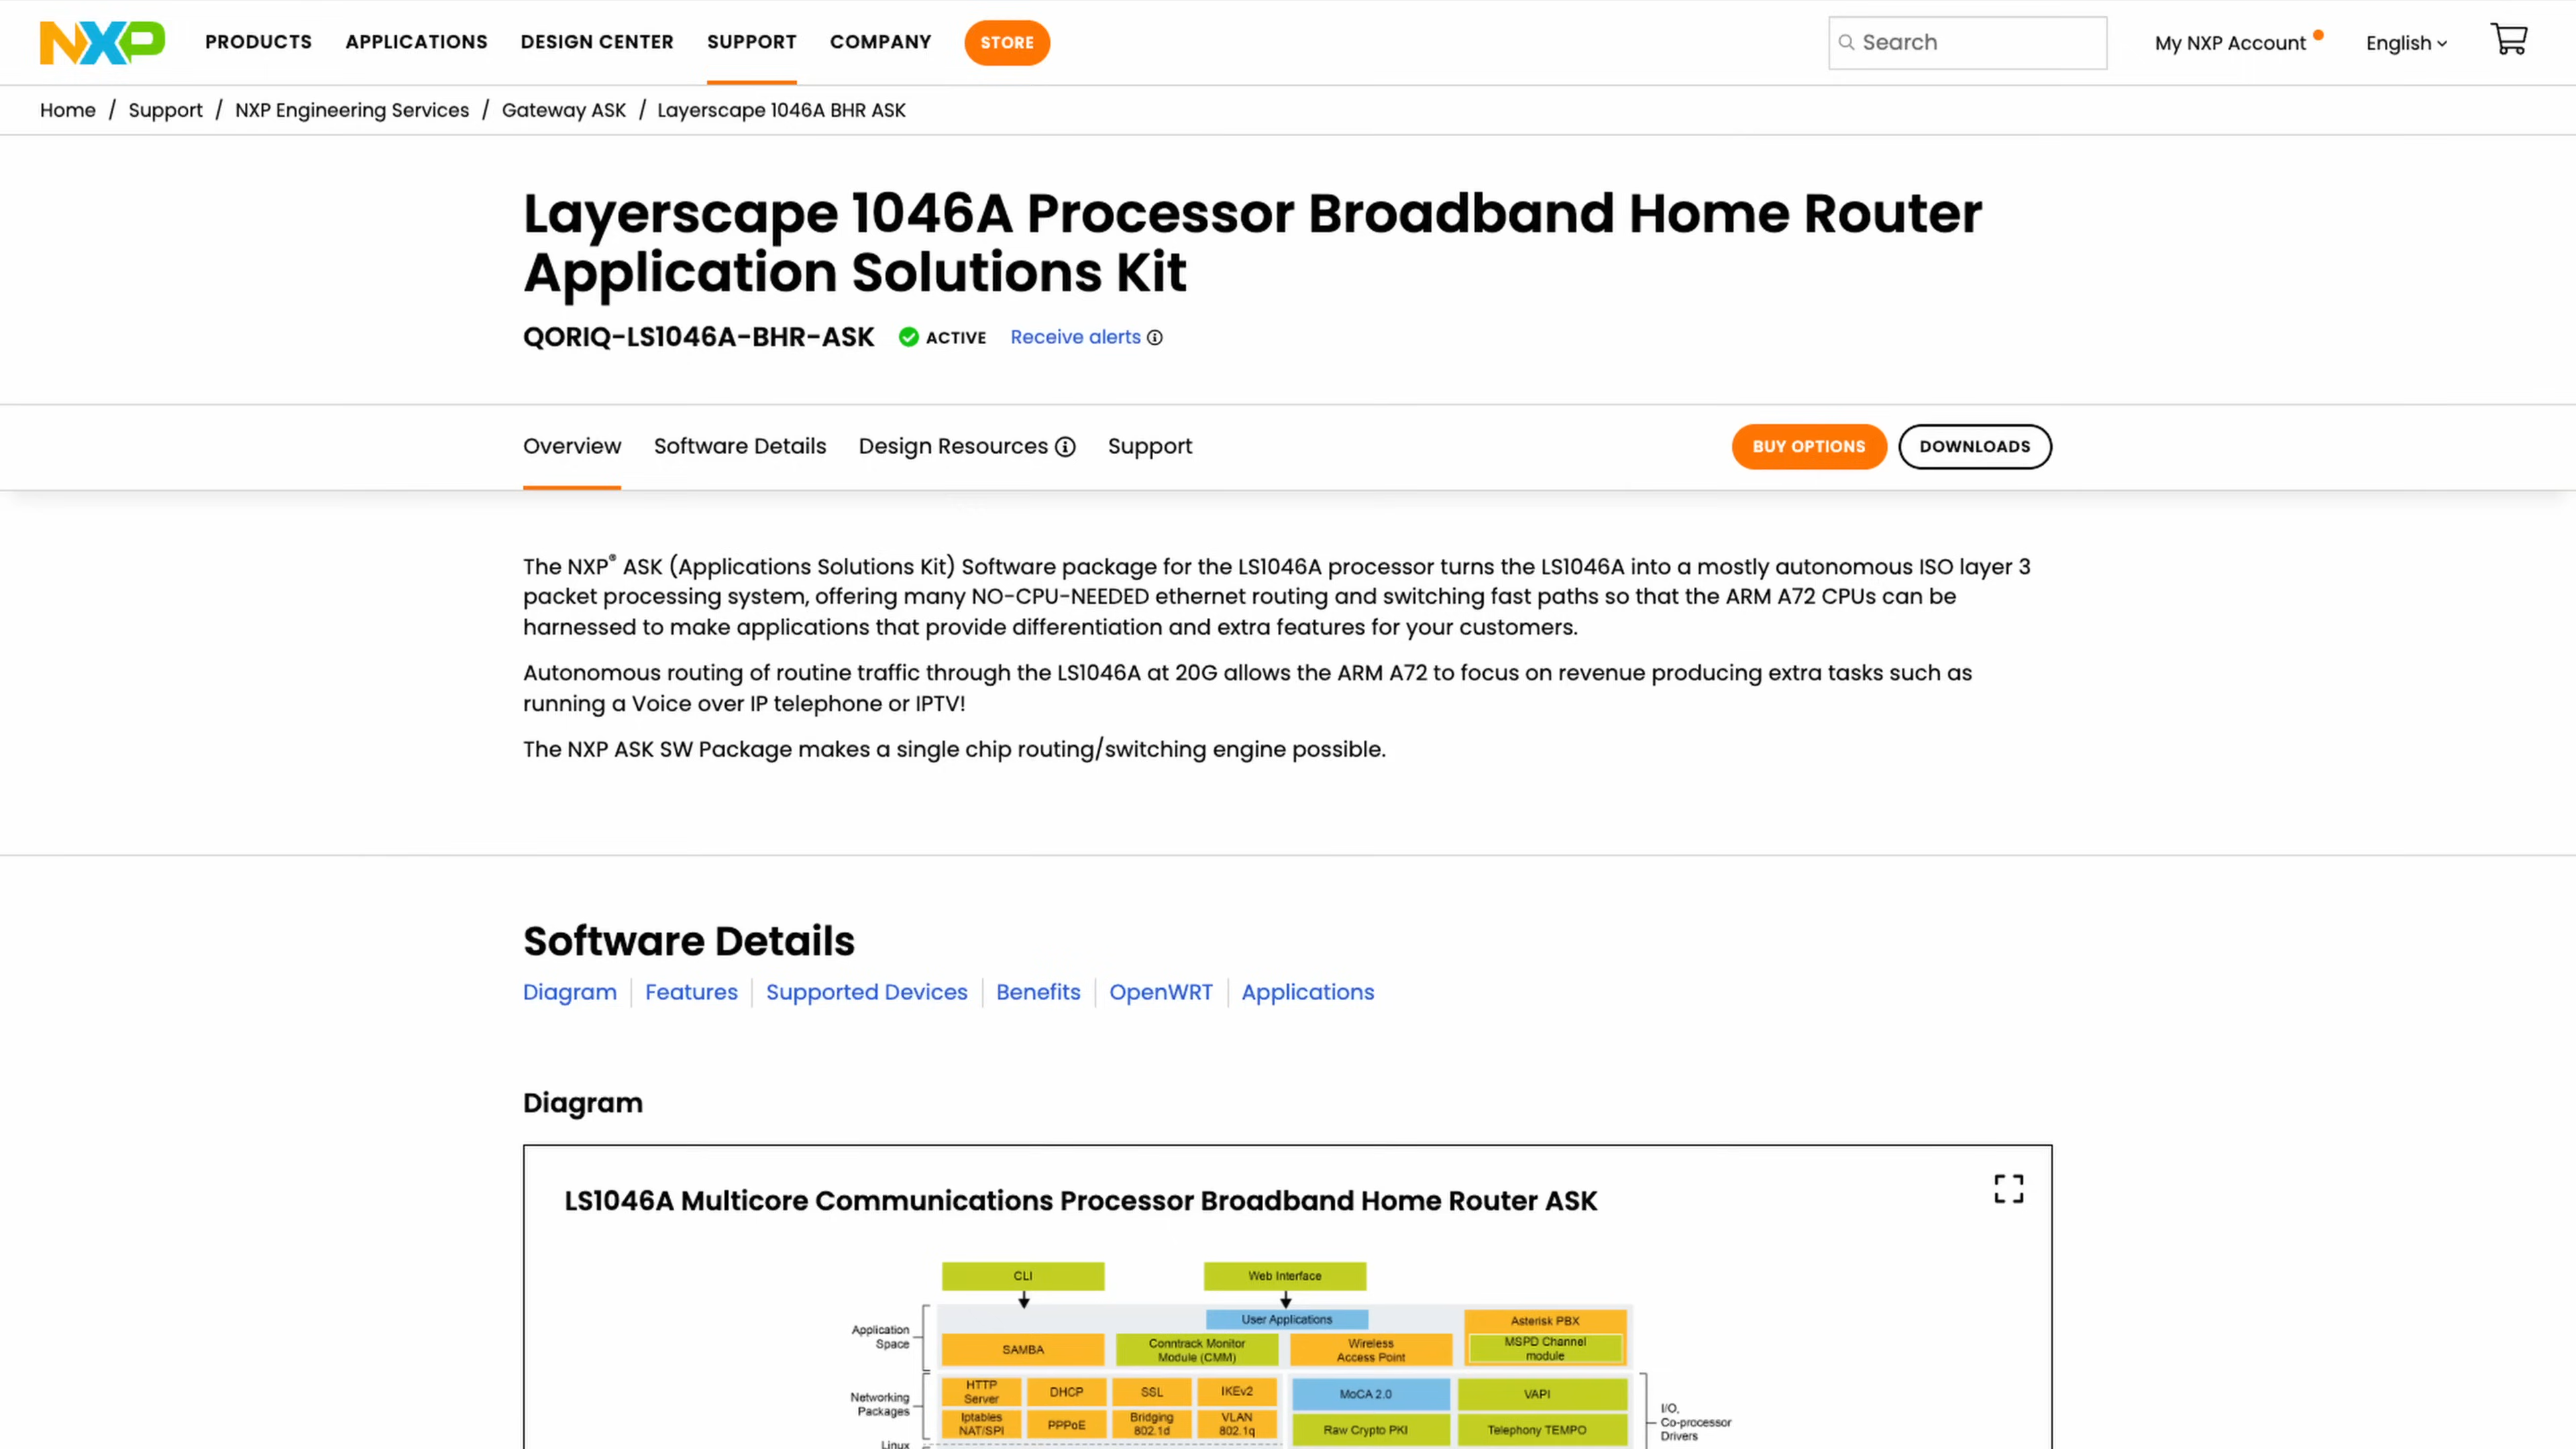 NXP
PRODUCTS APPLICATIONS DESIGN CENTER SUPPORT COMPANY STORE
Search
My NXP Account
English
Home / Support / NXP Engineering Services / Gateway ASK / Layerscape 1046A BHR ASK
Layerscape 1046A Processor Broadband Home Router
Application Solutions Kit
QORIQ-LS1046A-BHR-ASK ACTIVE Receive alerts
Overview Software Details Design Resources Support
BUY OPTIONS DOWNLOADS
The NXP® ASK (Applications Solutions Kit) Software package for the LS1046A processor turns the LS1046A into a mostly autonomous ISO layer 3
packet processing system, offering many NO-CPU-NEEDED ethernet routing and switching fast paths so that the ARM A72 CPUs can be
harnessed to make applications that provide differentiation and extra features for your customers.
Autonomous routing of routine traffic through the LS1046A at 20G allows the ARM A72 to focus on revenue producing extra tasks such as
running a Voice over IP telephone or IPTV!
The NXP ASK SW Package makes a single chip routing/switching engine possible.
Software Details
Diagram Features Supported Devices Benefits OpenWRT Applications
Diagram
LS1046A Multicore Communications Processor Broadband Home Router ASK
CLI
Web Interface
Application
Space
User Applications
Asterisk PBX
SAMBA
Conntrack Monitor
Module (CMM)
Wireless
Access Point
MSPD Channel
module
Networking
Packages
HTTP
Server
DHCP
SSL
IKEv2
MoCA 2.0
VAPI
Iptables
NAT/SPI
PPPoE
Bridging
802.1d
VLAN
802.1q
Raw Crypto PKI
Telephony TEMPO
I/O,
Co-processor
Drivers
Linux